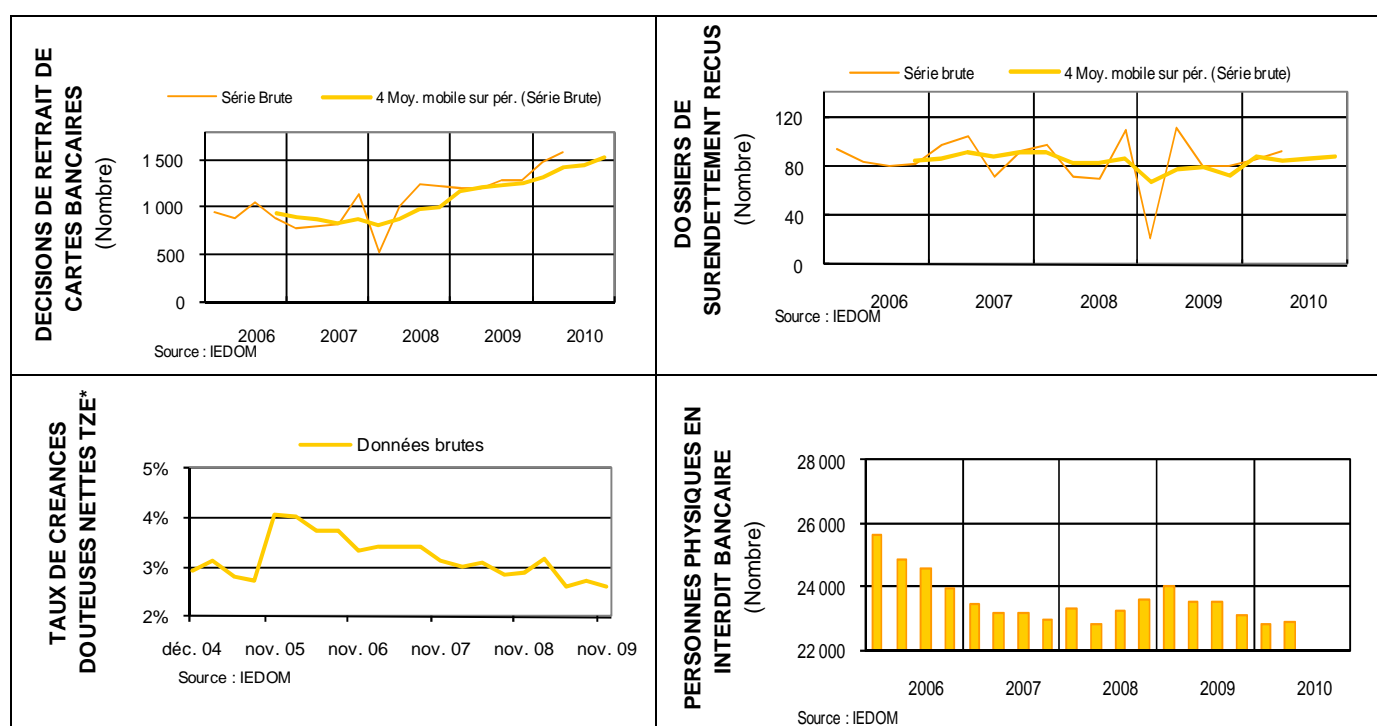 DECISIONS DE RETRAIT DE
CARTES BANCAIRES
(Nombre)
Série Brute
4 Moy. mobile sur pér. (Série Brute)
1 500
1 000
500
0
2006
2007
2008
2009
2010
Source : IEDOM
DOSSIERS DE
SURENDETTEMENT RECUS
(Nombre)
Série brute
4 Moy. mobile sur pér. (Série brute)
120
80
40
0
2006
2007
2008
2009
2010
Source : IEDOM
TAUX DE CREANCES
DOUTEUSES NETTES TZE*
Données brutes
5%
4%
3%
2%
déc. 04
nov. 05
nov. 06
nov. 07
nov. 08
nov. 09
Source : IEDOM
PERSONNES PHYSIQUES EN
INTERDIT BANCAIRE
(Nombre)
28 000
26 000
24 000
22 000
2006
2007
2008
2009
2010
Source : IEDOM